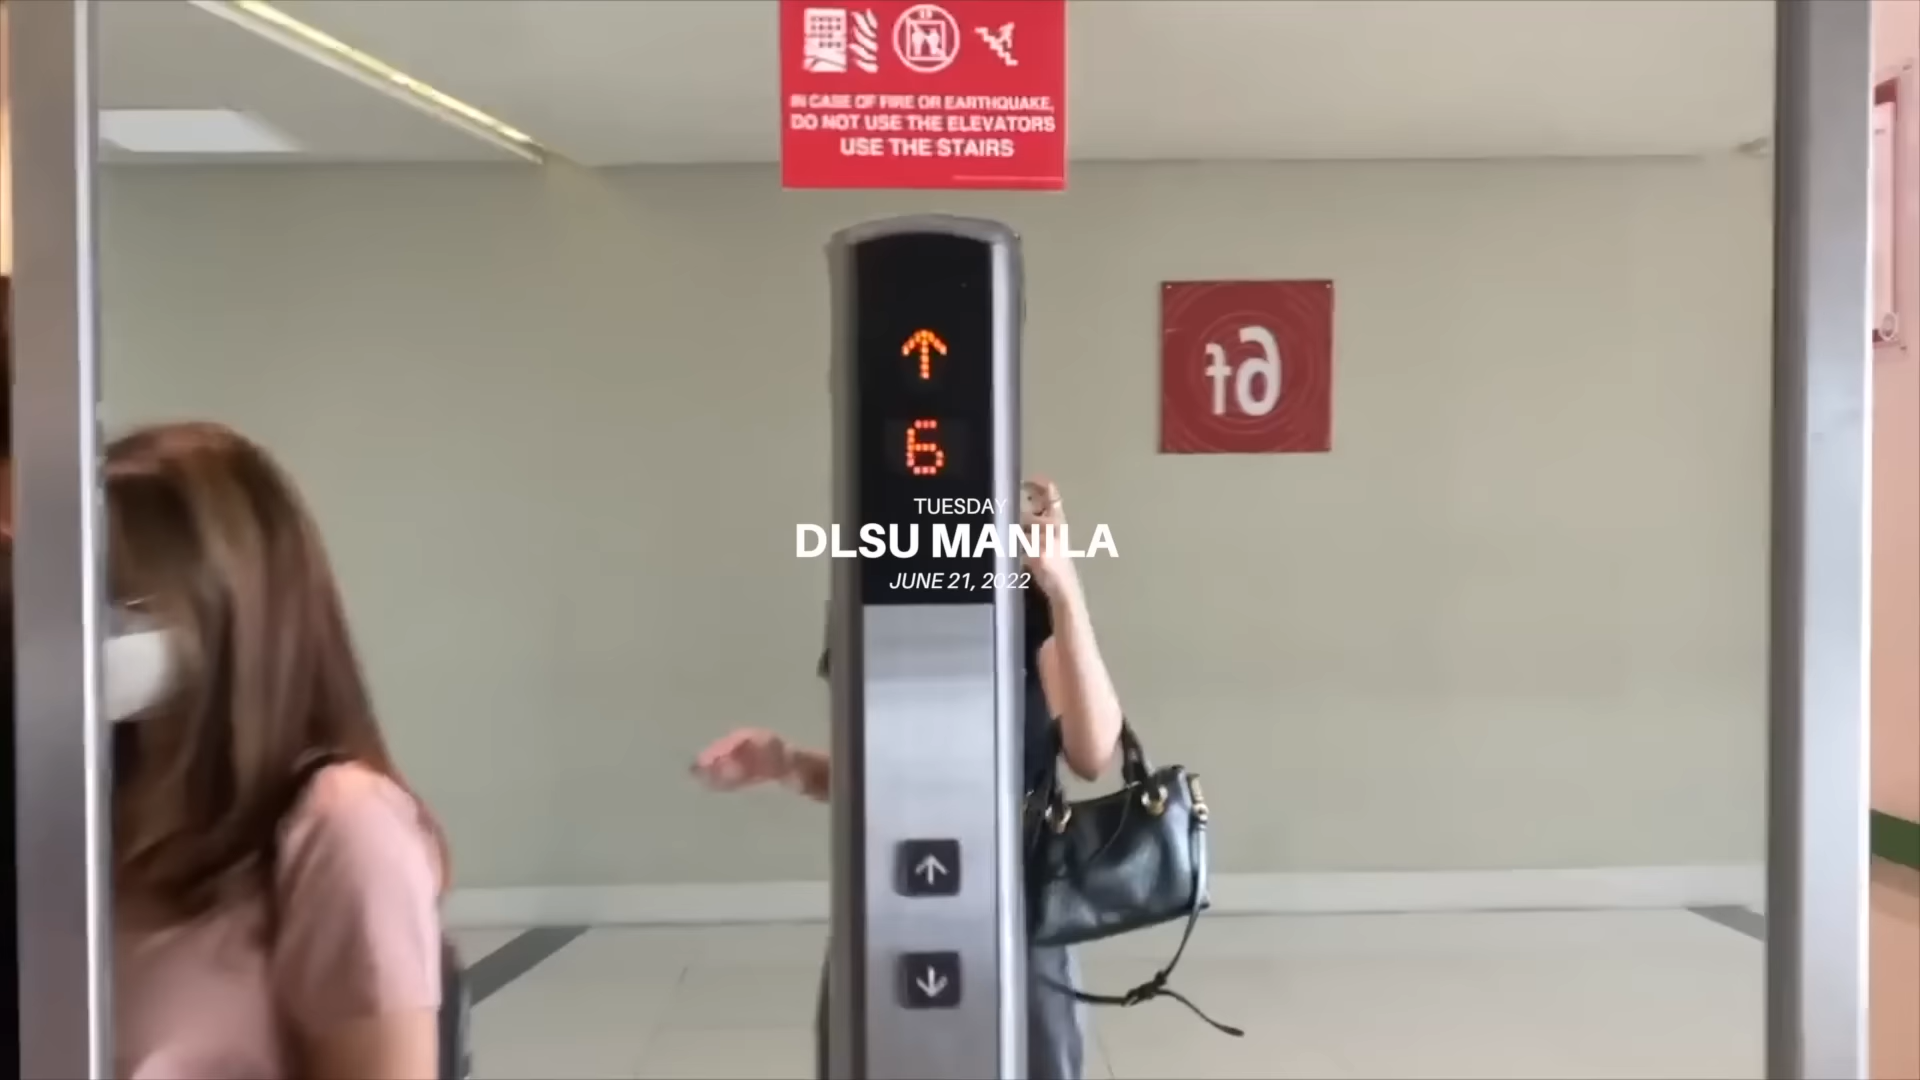 IN CASE OF FIRE OR EARTHQUAKE,
DO NOT USE THE ELEVATORS
USE THE STAIRS
6f
6
TUESDAY
DLSU MANILA
JUNE 21, 2022